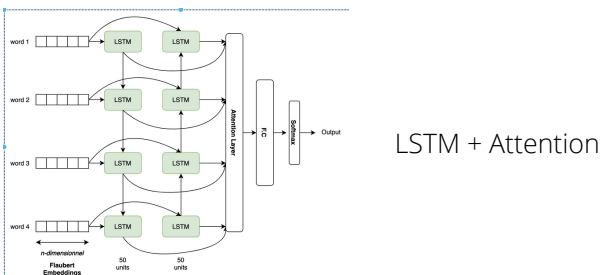 word 1
LSTM
LSTM
word 2
LSTM
LSTM
word 3
LSTM
LSTM
word 4
LSTM
LSTM
Attention Layer
F.C
Softmax
Output
n-dimensionnel
Flaubert
Embeddings
50
units
50
units
LSTM + Attention